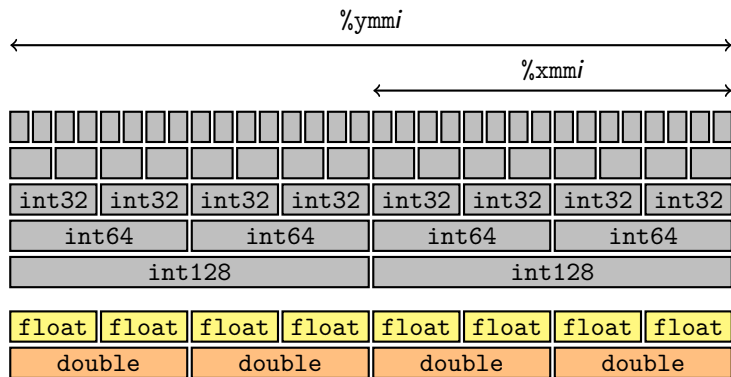 %ymmi
%xmmi
int32 int32 int32 int32 int32 int32 int32 int32
int64 int64 int64 int64
int128 int128
float float float float float float float float
double double double double